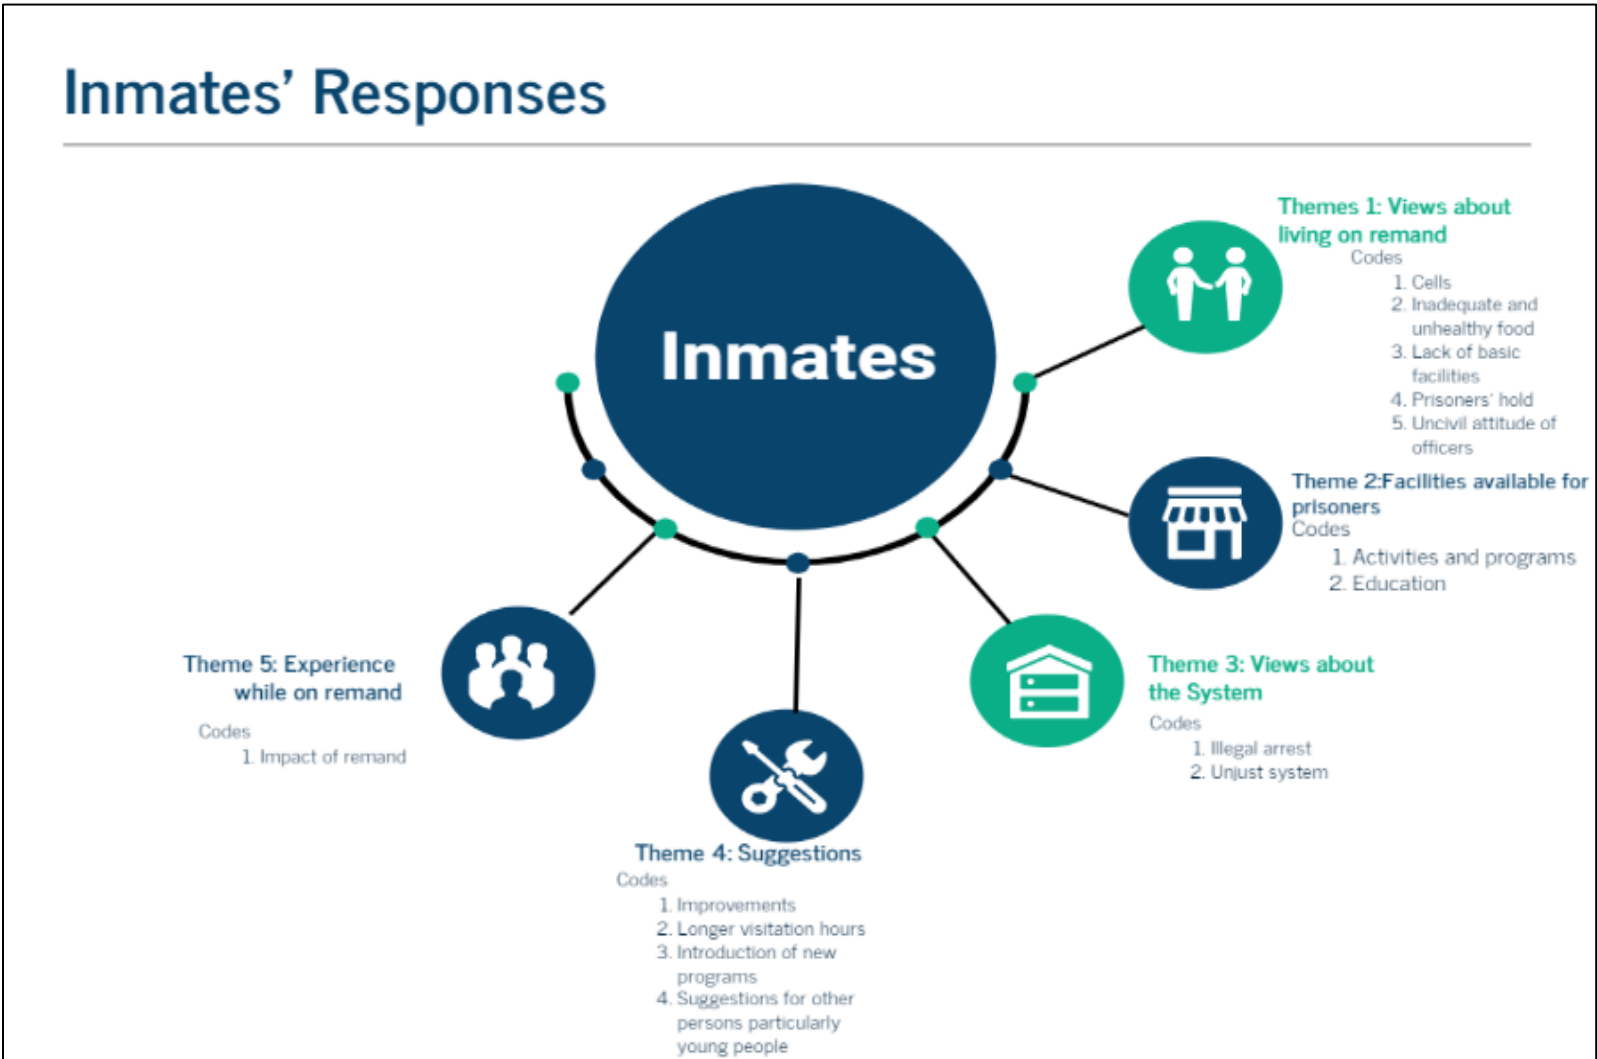 Inmates’ Responses
Inmates
Themes 1: Views about
living on remand
Codes
1. Cells
2. Inadequate and
unhealthy food
3. Lack of basic
facilities
4. Prisoners’ hold
5. Uncivil attitude of
officers
Theme 2:Facilities available for
prisoners
Codes
1. Activities and programs
2. Education
Theme 3: Views about
the System
Codes
1. Illegal arrest
2. Unjust system
Theme 4: Suggestions
Codes
1. Improvements
2. Longer visitation hours
3. Introduction of new
programs
4. Suggestions for other
persons particularly
young people
Theme 5: Experience
while on remand
Codes
1. Impact of remand